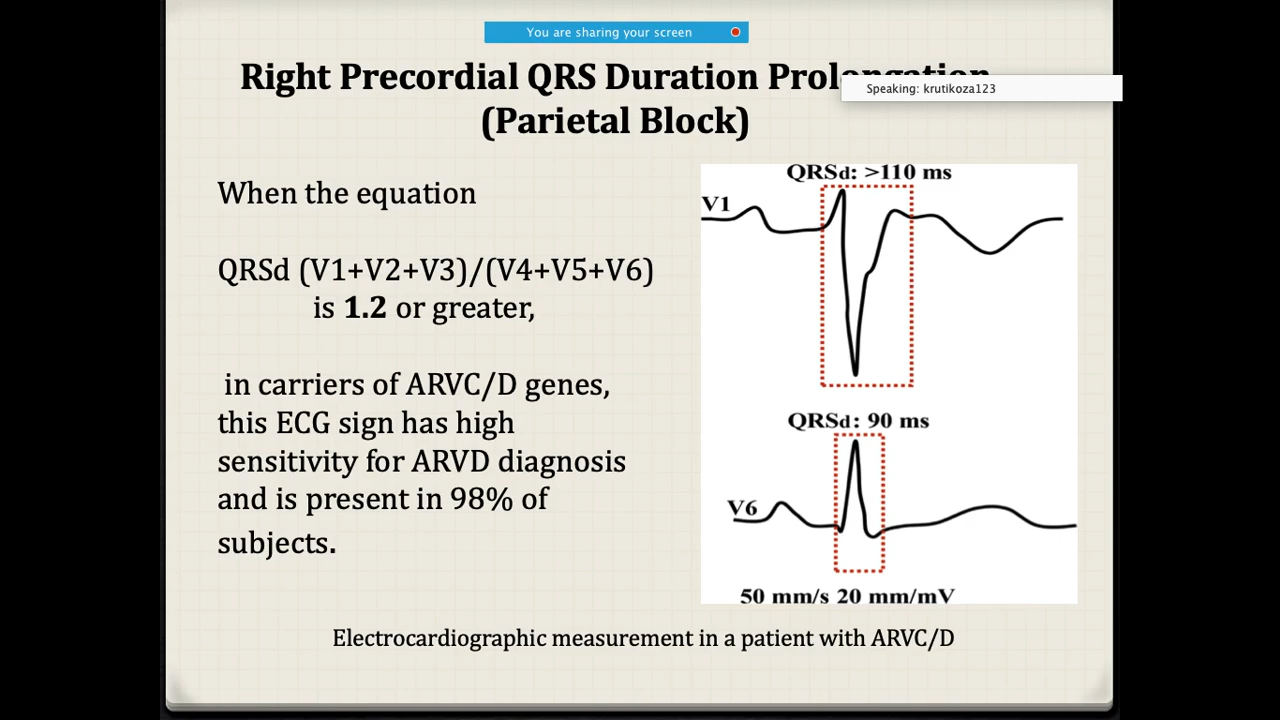 You are sharing your screen
Right Precordial QRS Duration
Speaking: krutikoza123
(Parietal Block)
When the equation
QRSd (V1+V2+V3)/(V4+V5+V6)
is 1.2 or greater,
in carriers of ARVC/D genes,
this ECG sign has high
sensitivity for ARVD diagnosis
and is present in 98% of
subjects.
QRSd: >110 ms
V1
QRSd: 90 ms
V6
50 mm/s 20 mm/mV
Electrocardiographic measurement in a patient with ARVC/D